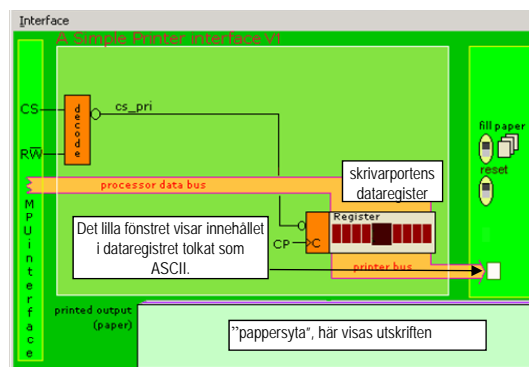 Interface
A Simple Printer interface V1
CS
decode
cs_pri
RW
fill paper
reset
skrivarportens
dataregister
processor data bus
MPUinterface
Det lilla fönstret visar innehållet
i dataregistret tolkat som
ASCII.
Register
CP
C
printer bus
printed output
(paper)
"pappersyta", här visas utskriften